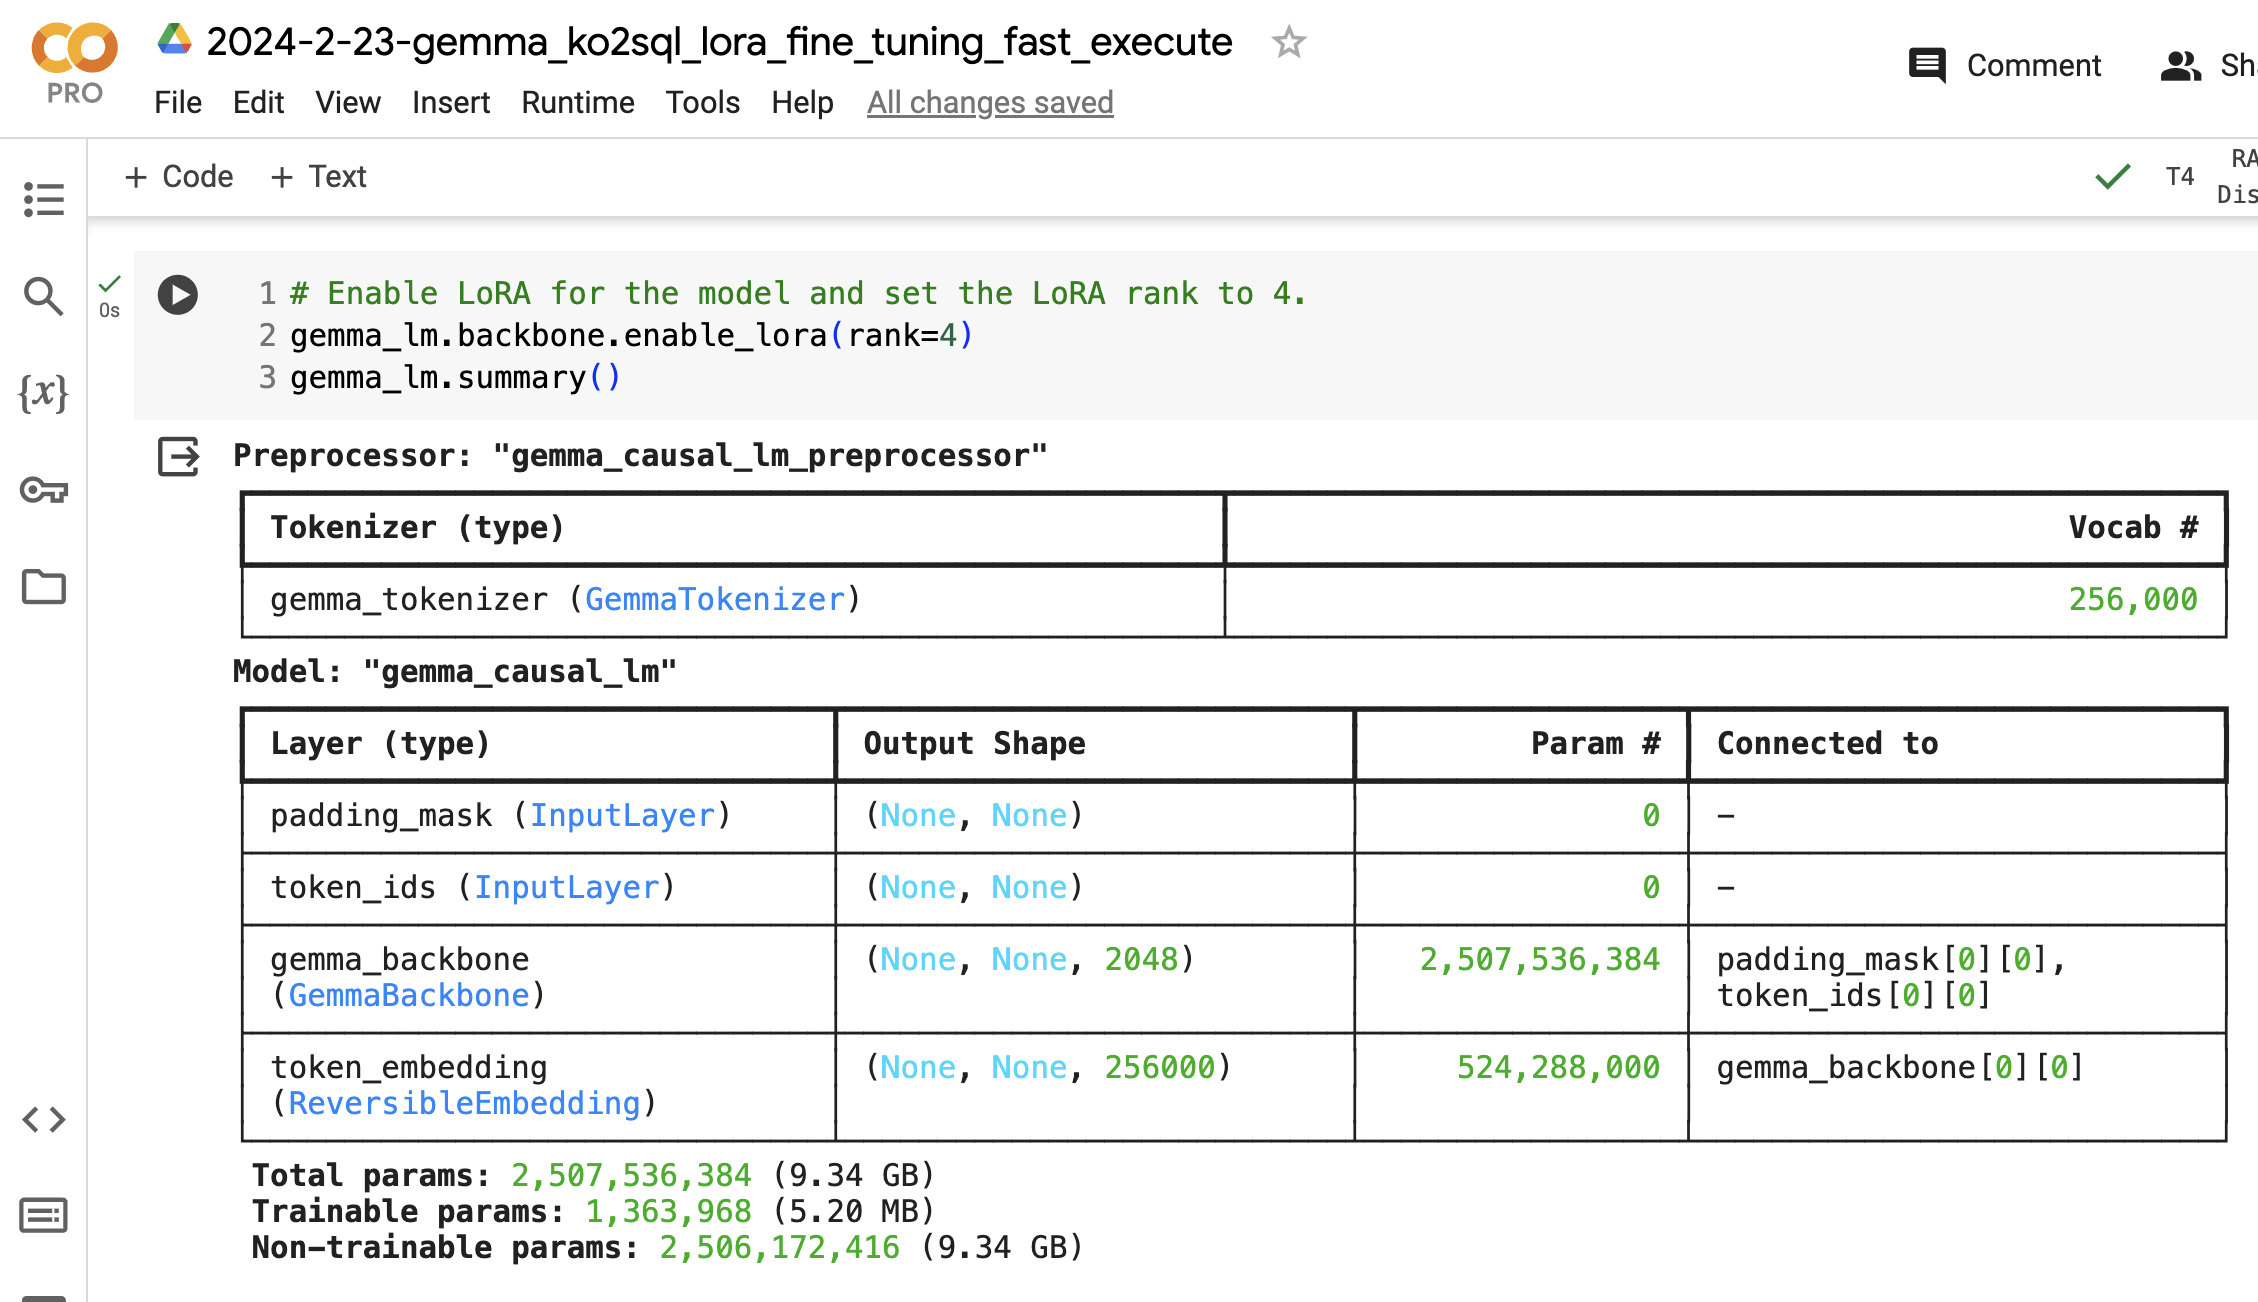 2024-2-23-gemma_ko2sql_lora_fine_tuning_fast_execute
Comment
PRO
File Edit View Insert Runtime Tools Help All changes saved
+ Code + Text
T4
0s
1 # Enable LoRA for the model and set the LoRA rank to 4.
2 gemma_lm.backbone.enable_lora(rank=4)
3 gemma_lm.summary()
{x}
Preprocessor: "gemma_causal_lm_preprocessor"
Tokenizer (type) Vocab #
gemma_tokenizer (GemmaTokenizer) 256,000
Model: "gemma_causal_lm"
Layer (type) Output Shape Param # Connected to
padding_mask (InputLayer) (None, None) 0 –
token_ids (InputLayer) (None, None) 0 –
gemma_backbone (None, None, 2048) 2,507,536,384 padding_mask[0][0],
(GemmaBackbone) token_ids[0][0]
token_embedding (None, None, 256000) 524,288,000 gemma_backbone[0][0]
(ReversibleEmbedding)
Total params: 2,507,536,384 (9.34 GB)
Trainable params: 1,363,968 (5.20 MB)
Non-trainable params: 2,506,172,416 (9.34 GB)